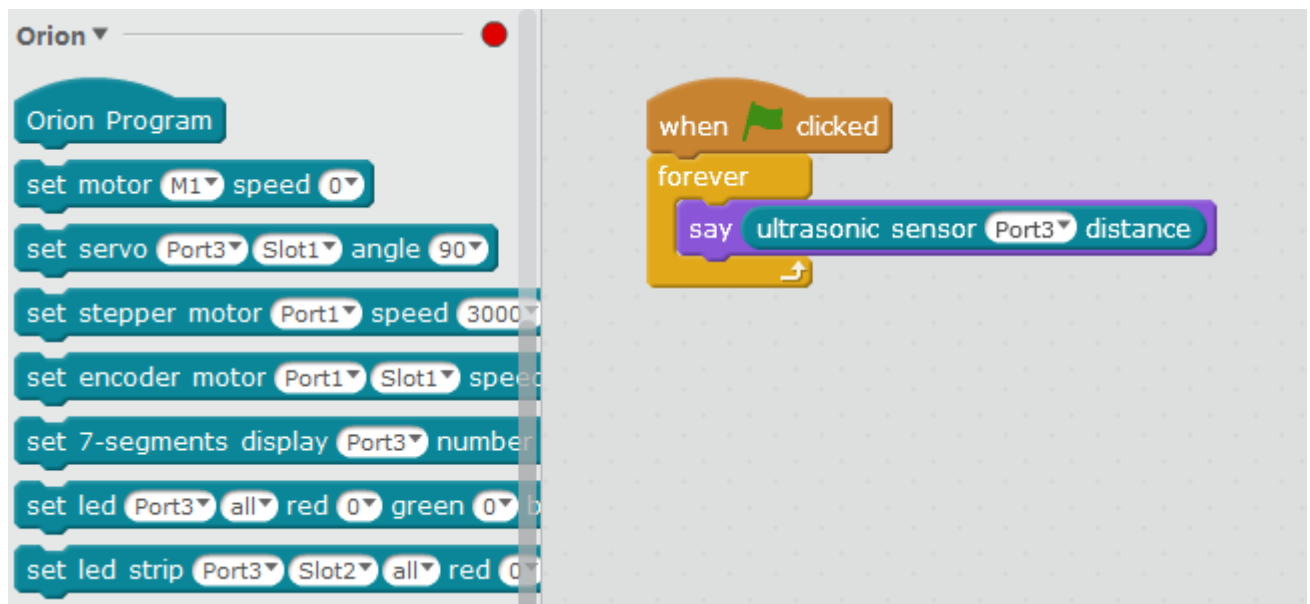 Orion
Orion Program
set motor M1 speed 0
set servo Port3 Slot1 angle 90
set stepper motor Port1 speed 3000
set encoder motor Port1 Slot1
set 7-segments display Port3 number
set led Port3 all red 0 green 0
set led strip Port3 Slot2 all red 0
when clicked
forever
say ultrasonic sensor Port3 distance